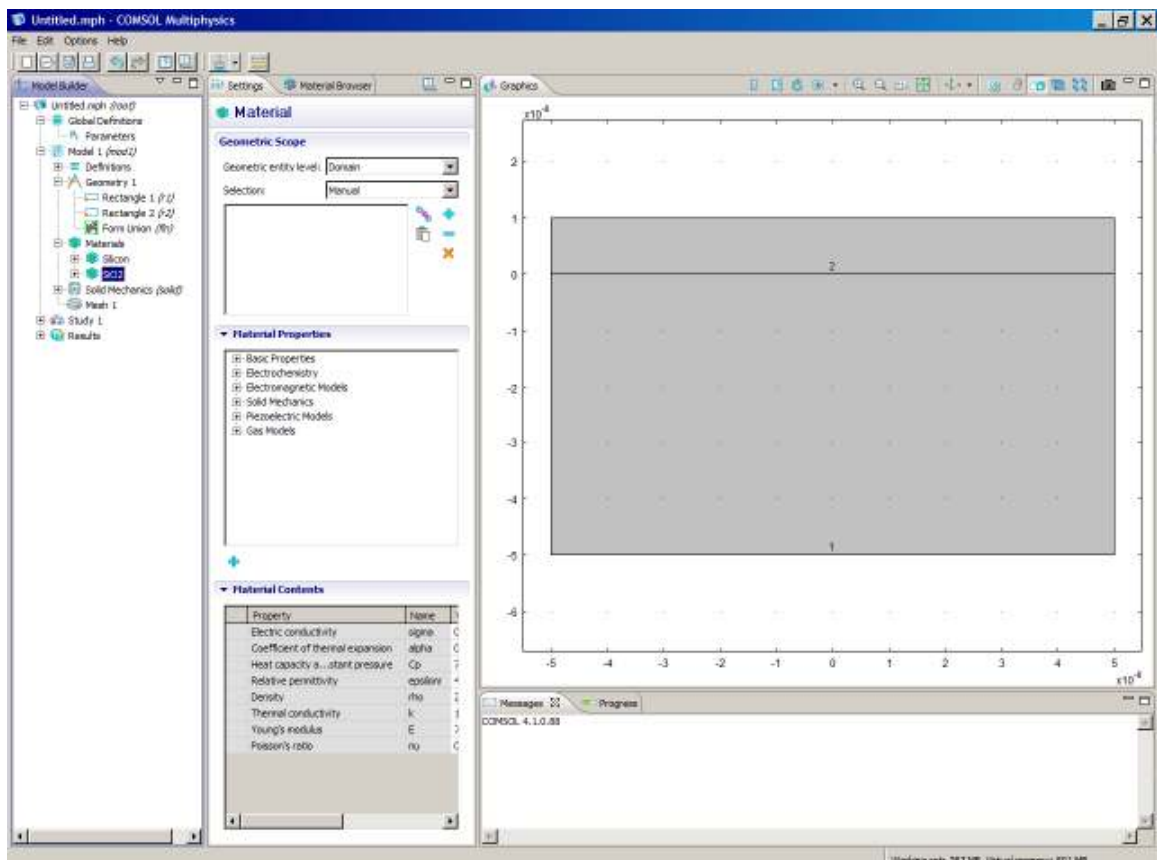 Untitled.mph - COMSOL Multiphysics
File Edit Options Help
Model Builder
Untitled.mph (root)
Global Definitions
Parameters
Model 1 (mod1)
Definitions
Geometry 1
Rectangle 1 (r1)
Rectangle 2 (r2)
Form Union (fin)
Materials
Silicon
SiO2
Solid Mechanics (solid)
Mesh 1
Study 1
Results
Settings Material Browser
Material
Geometric Scope
Geometric entity level: Domain
Selection: Manual
Material Properties
Basic Properties
Electrochemistry
Electromagnetic Models
Solid Mechanics
Piezoelectric Models
Gas Models
Material Contents
Property Name
Electric conductivity sigma
Coefficient of thermal expansion alpha
Heat capacity a...stant pressure Cp
Relative permittivity epsilonr
Density rho
Thermal conductivity k
Young's modulus E
Poisson's ratio nu
Graphics
x10⁻⁴
2
1
0
-1
-2
-3
-4
-5
-6
2
1
-5 -4 -3 -2 -1 0 1 2 3 4 5
x10⁻⁴
Messages Progress
COMSOL 4.1.0.88